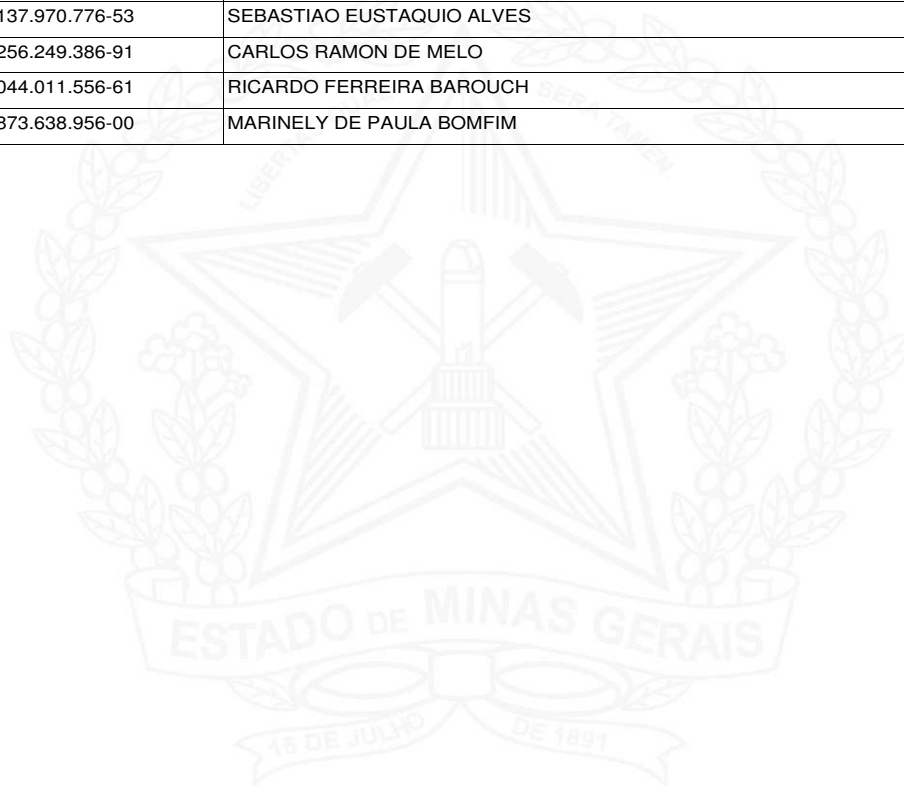 137.970.776-53 SEBASTIAO EUSTAQUIO ALVES
256.249.386-91 CARLOS RAMON DE MELO
044.011.556-61 RICARDO FERREIRA BAROUCH
873.638.956-00 MARINELY DE PAULA BOMFIM
LIBERTAS QUAE SERA TAMEN
ESTADO DE MINAS GERAIS
15 DE JULHO DE 1891